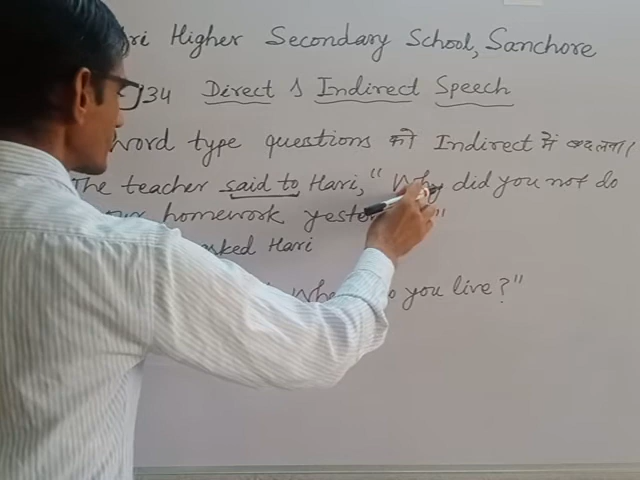 Higher Secondary School, Sanchore
34 Direct & Indirect Speech
word type questions को Indirect में बदलना।
The teacher said to Hari, "Why did you not do
homework
asked Hari
you live?"